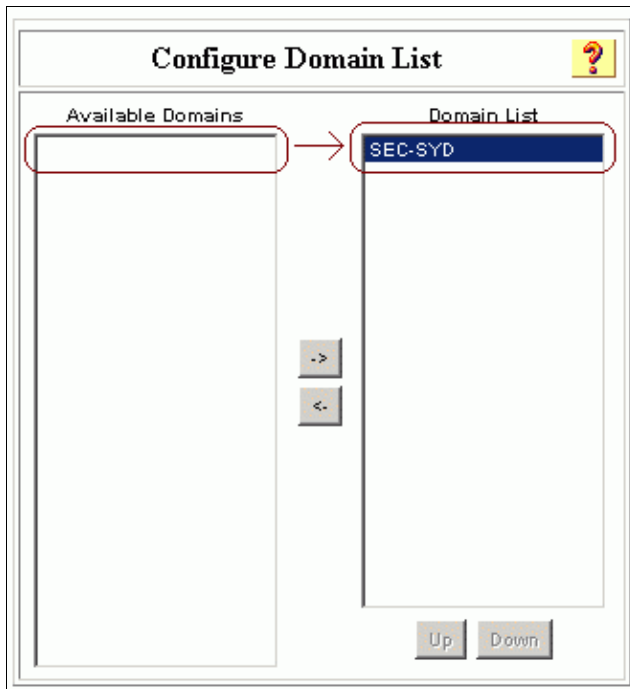 Configure Domain List
?
Available Domains
Domain List
SEC-SYD
->
<-
Up
Down